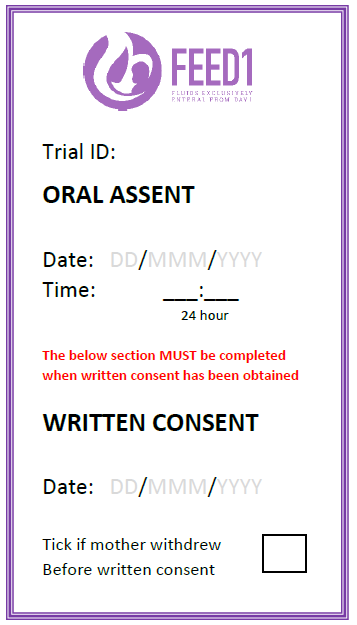 FEED1
FLUIDS EXCLUSIVELY
ENTERAL FROM DAY1
Trial ID:
ORAL ASSENT
Date: DD/MMM/YYYY
Time: ___:___
24 hour
The below section MUST be completed
when written consent has been obtained
WRITTEN CONSENT
Date: DD/MMM/YYYY
Tick if mother withdrew
Before written consent